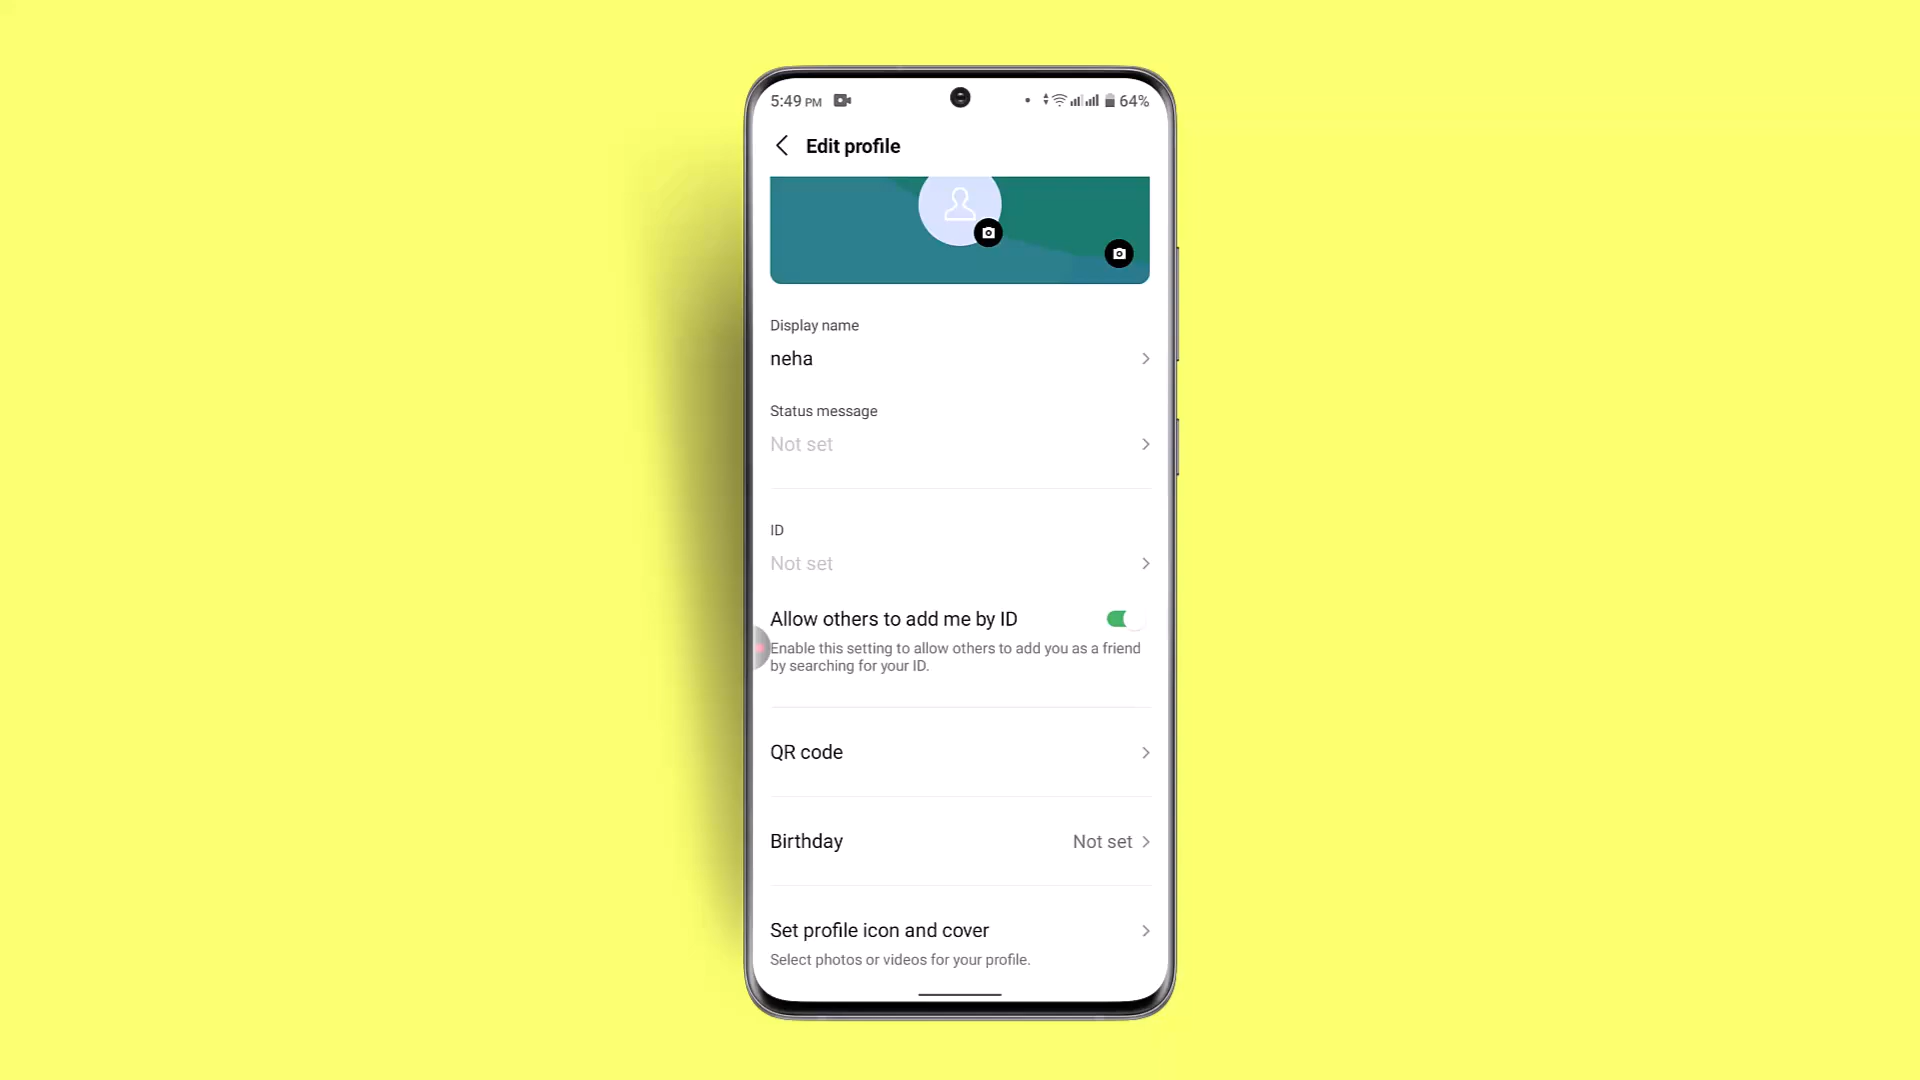 5:49 PM 64%
Edit profile
Display name
neha
Status message
Not set
ID
Not set
Allow others to add me by ID
Enable this setting to allow others to add you as a friend
by searching for your ID.
QR code
Birthday Not set
Set profile icon and cover
Select photos or videos for your profile.